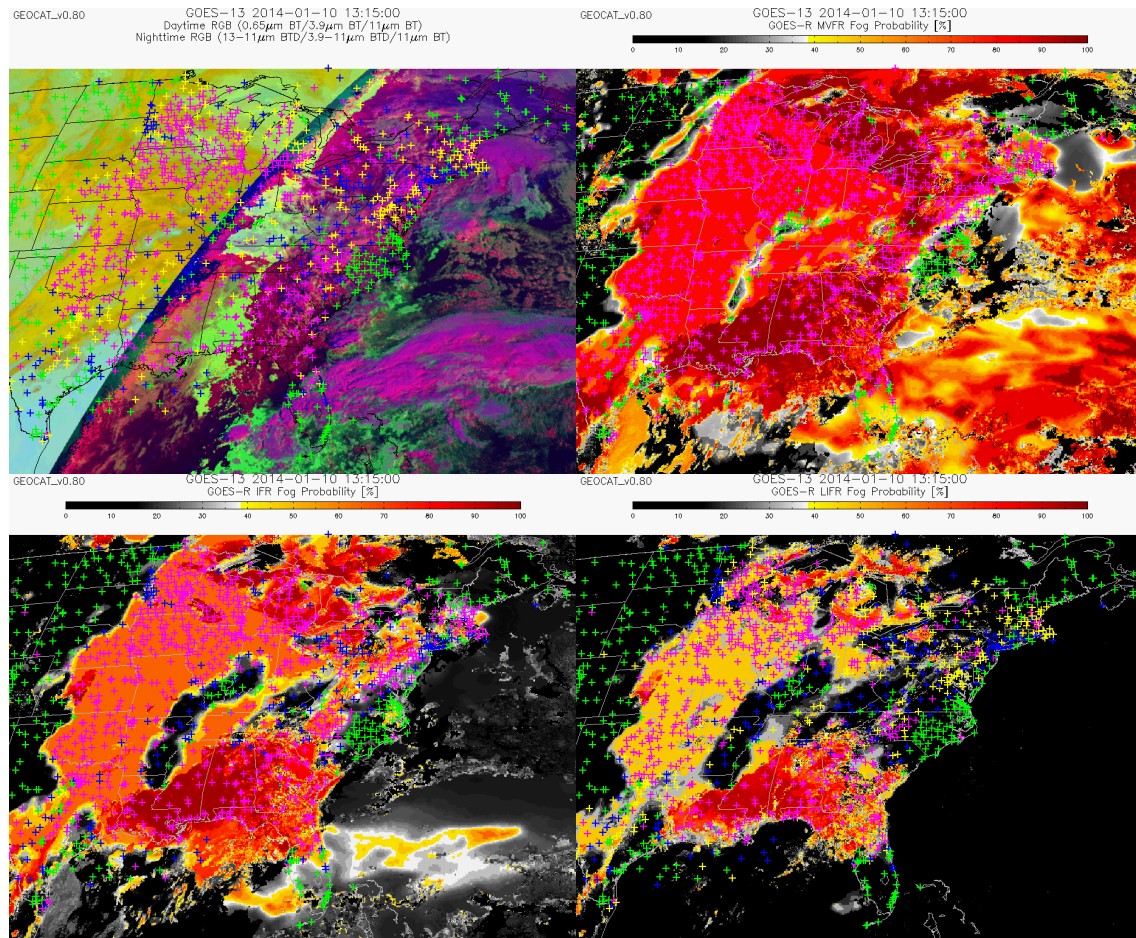 GEOCAT_v0.80
GOES-13 2014-01-10 13:15:00
Daytime RGB (0.65μm BT/3.9μm BT/11μm BT)
Nighttime RGB (13-11μm BTD/3.9-11μm BTD/11μm BT)
GEOCAT_v0.80
GOES-13 2014-01-10 13:15:00
GOES-R MVFR Fog Probability [%]
0 10 20 30 40 50 60 70 80 90 100
GEOCAT_v0.80
GOES-13 2014-01-10 13:15:00
GOES-R IFR Fog Probability [%]
0 10 20 30 40 50 60 70 80 90 100
GEOCAT_v0.80
GOES-13 2014-01-10 13:15:00
GOES-R LIFR Fog Probability [%]
0 10 20 30 40 50 60 70 80 90 100